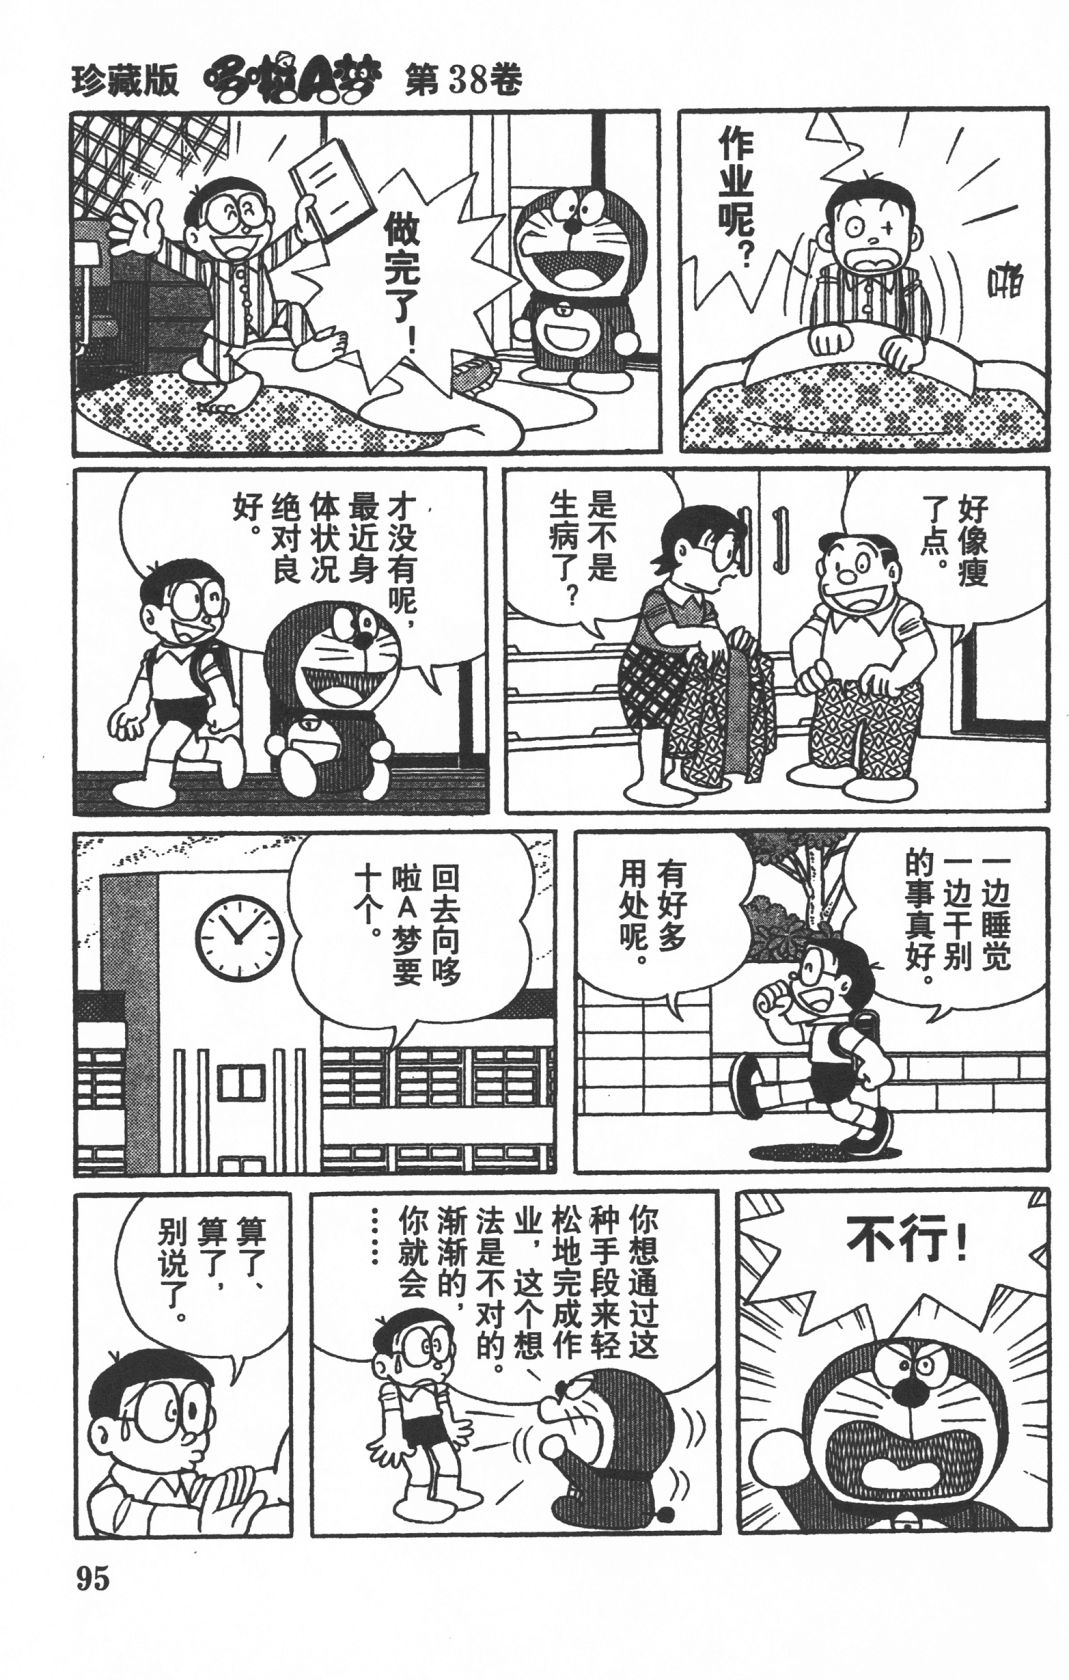 珍藏版 哆啦A梦 第38卷
作业呢？
啪
做完了！
好像瘦
了点。
是不是
生病了？
才没有呢，
最近身
体状况
绝对良
好。
一边睡觉
一边干别
的事真好。
有好多
用处呢。
回去向哆
啦A梦要
十个。
不行！
你想通过这
种手段来轻
松地完成作
业，这个想
法是不对的。
渐渐的，
你就会
……
算了、
算了，
别说了。
95